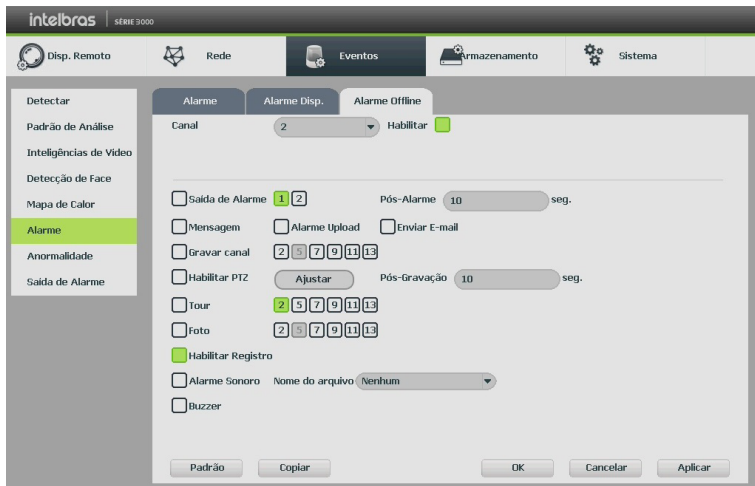 intelbras SÉRIE 3000
Disp. Remoto Rede Eventos Armazenamento Sistema
Detectar
Padrão de Análise
Inteligências de Vídeo
Detecção de Face
Mapa de Calor
Alarme
Anormalidade
Saída de Alarme
Alarme Alarme Disp. Alarme Offline
Canal 2 Habilitar
Saída de Alarme 1 2 Pós-Alarme 10 seg.
Mensagem Alarme Upload Enviar E-mail
Gravar canal 2 5 7 9 11 13
Habilitar PTZ Ajustar Pós-Gravação 10 seg.
Tour 2 5 7 9 11 13
Foto 2 5 7 9 11 13
Habilitar Registro
Alarme Sonoro Nome do arquivo Nenhum
Buzzer
Padrão Copiar OK Cancelar Aplicar